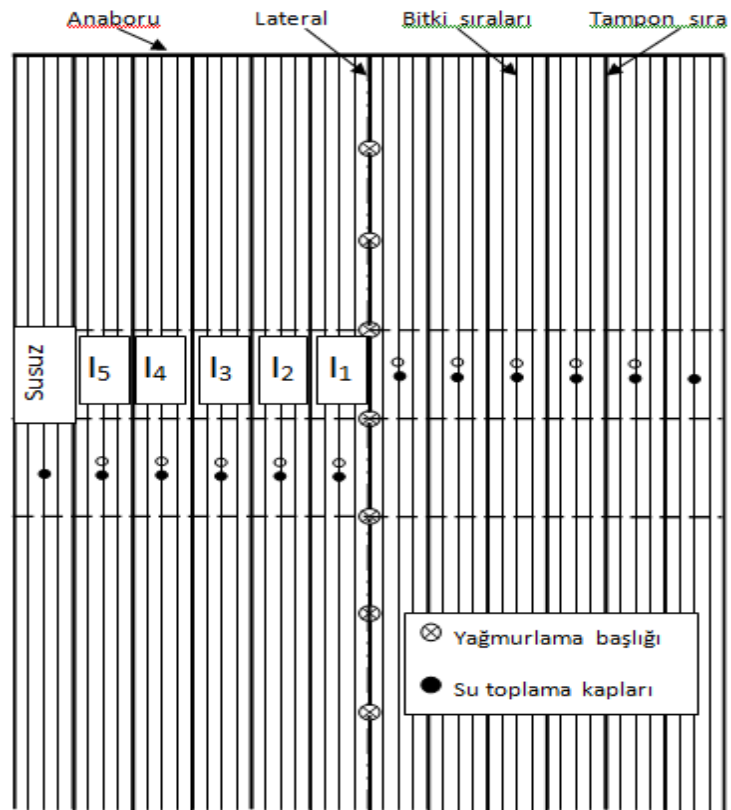 Anaboru Lateral Bitki sıraları Tampon sıra
Susuz I5 I4 I3 I2 I1
Yağmurlama başlığı
Su toplama kapları